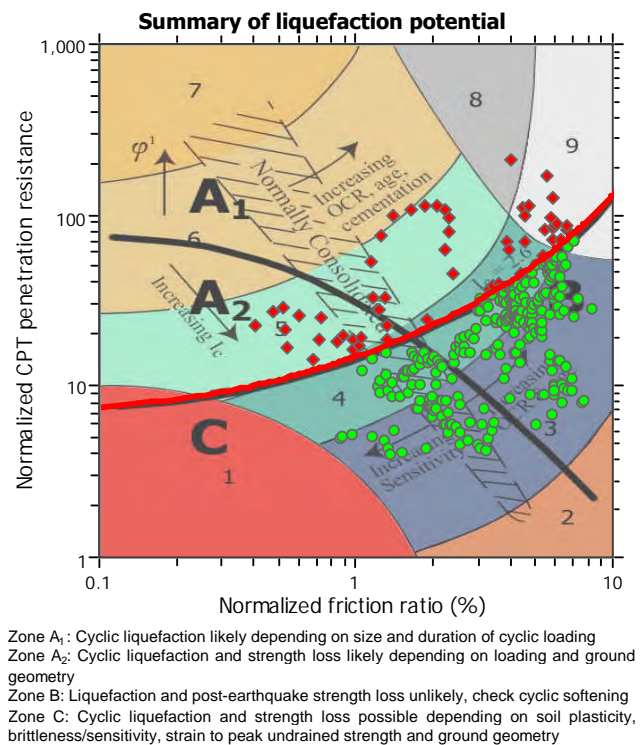 Summary of liquefaction potential
1,000
7
8
9
φ¹
A₁
Increasing
OCR, age,
cementation
Normally Consolidated
100
6
A₂
Increasing Ic
5
= 2.6
B
10
4
3
C
1
Increasing
OCR
Increasing
Sensitivity
2
1
0.1
1
10
Normalized CPT penetration resistance
Normalized friction ratio (%)
Zone A₁: Cyclic liquefaction likely depending on size and duration of cyclic loading
Zone A₂: Cyclic liquefaction and strength loss likely depending on loading and ground
geometry
Zone B: Liquefaction and post-earthquake strength loss unlikely, check cyclic softening
Zone C: Cyclic liquefaction and strength loss possible depending on soil plasticity,
brittleness/sensitivity, strain to peak undrained strength and ground geometry